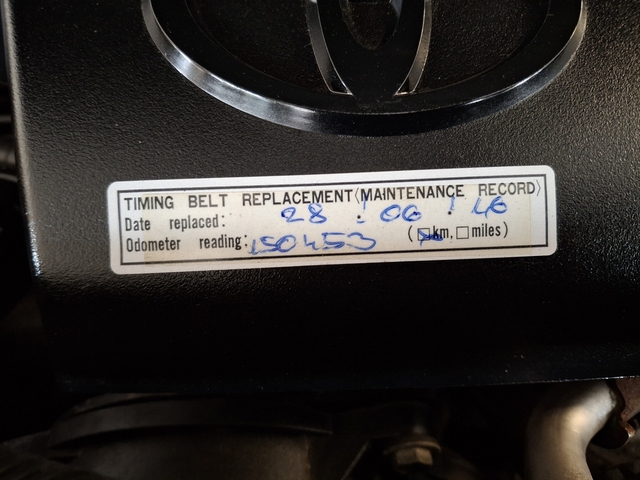 TIMING BELT REPLACEMENT〈MAINTENANCE RECORD〉
Date replaced: 28 / 06 / 16
Odometer reading: 150453 (☒km, ☐miles)